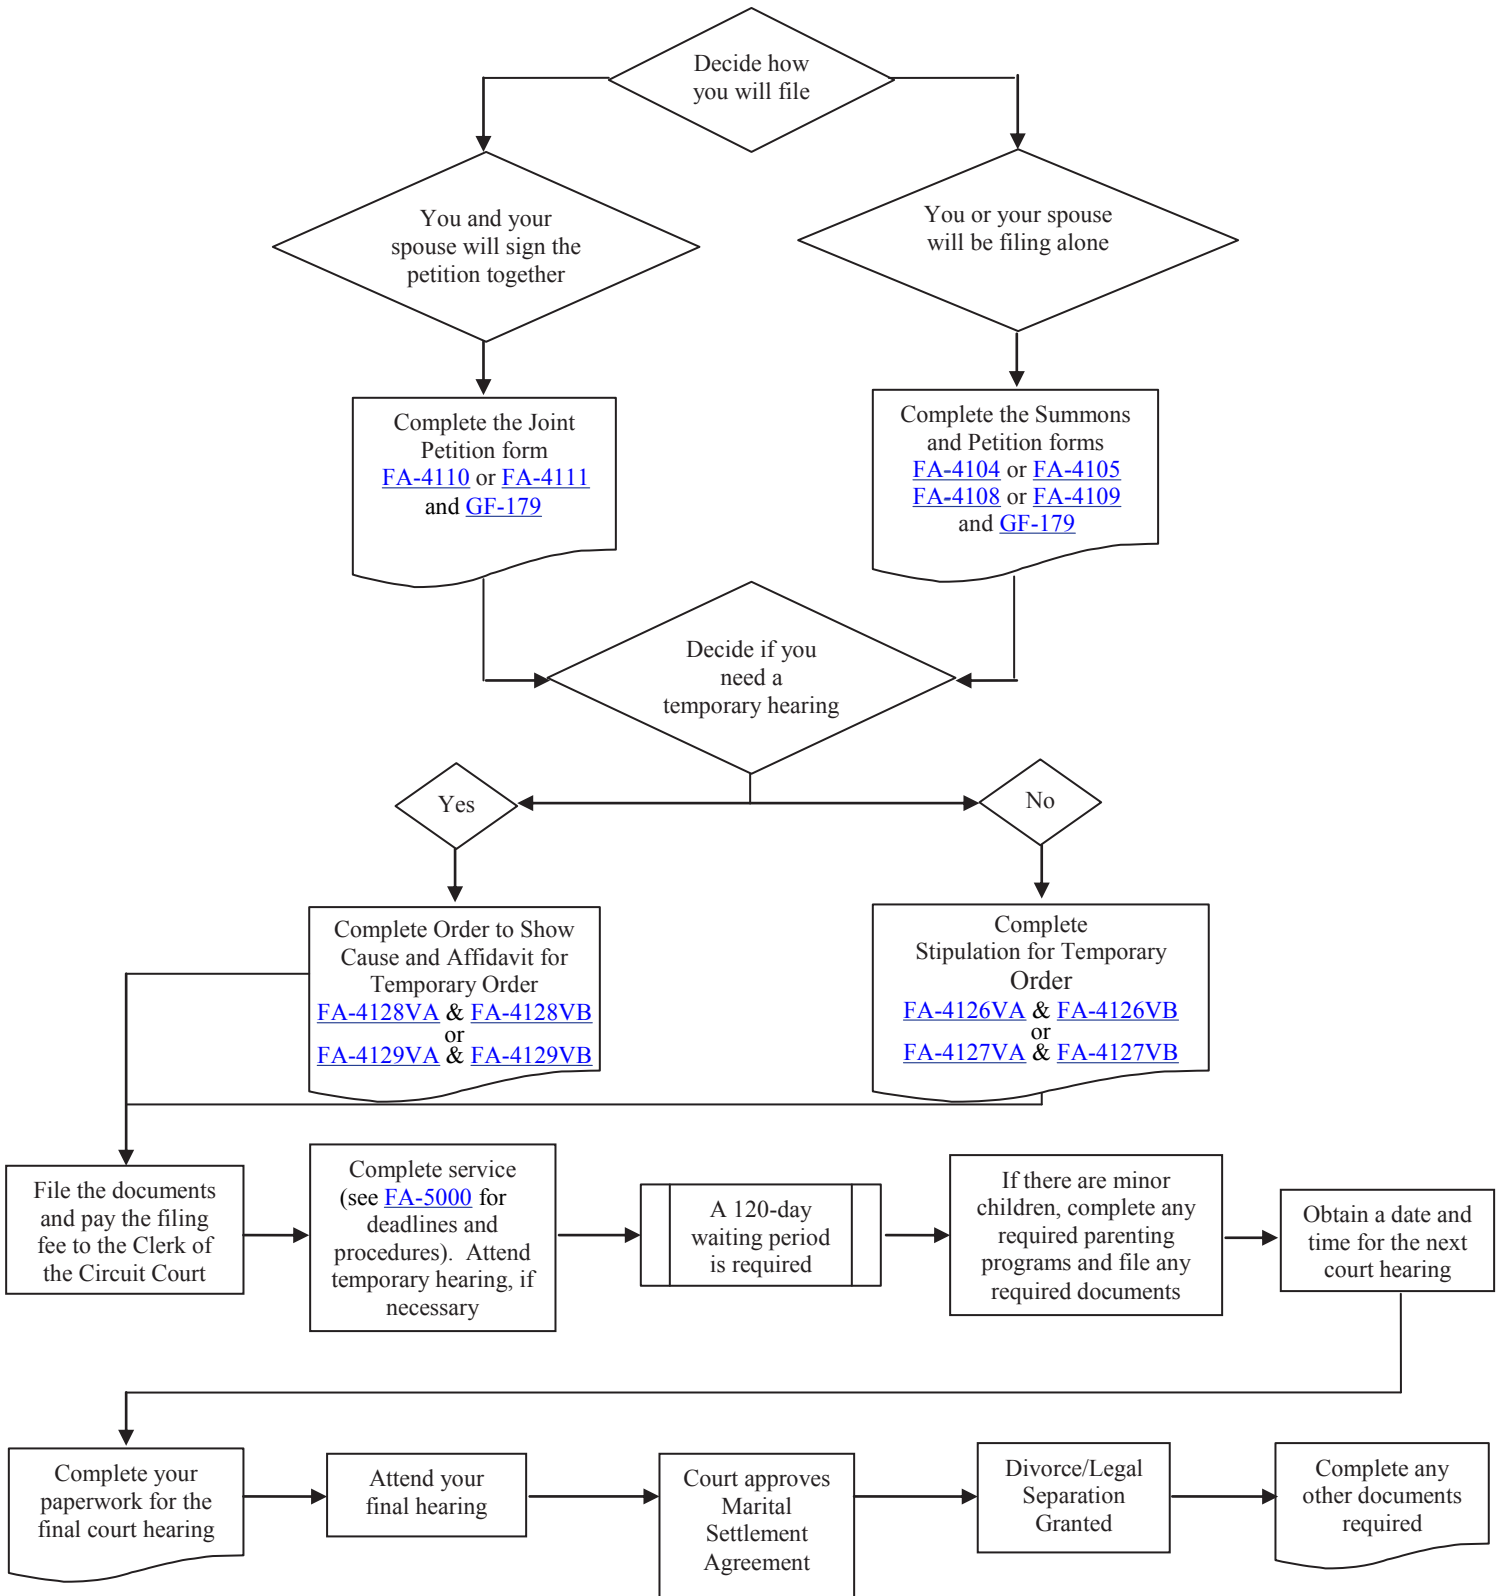 Decide how
you will file
You and your
spouse will sign the
petition together
You or your spouse
will be filing alone
Complete the Joint
Petition form
FA-4110 or FA-4111
and GF-179
Complete the Summons
and Petition forms
FA-4104 or FA-4105
FA-4108 or FA-4109
and GF-179
Decide if you
need a
temporary hearing
Yes
No
Complete Order to Show
Cause and Affidavit for
Temporary Order
FA-4128VA & FA-4128VB
or
FA-4129VA & FA-4129VB
Complete
Stipulation for Temporary
Order
FA-4126VA & FA-4126VB
or
FA-4127VA & FA-4127VB
File the documents
and pay the filing
fee to the Clerk of
the Circuit Court
Complete service
(see FA-5000 for
deadlines and
procedures). Attend
temporary hearing, if
necessary
A 120-day
waiting period
is required
If there are minor
children, complete any
required parenting
programs and file any
required documents
Obtain a date and
time for the next
court hearing
Complete your
paperwork for the
final court hearing
Attend your
final hearing
Court approves
Marital
Settlement
Agreement
Divorce/Legal
Separation
Granted
Complete any
other documents
required